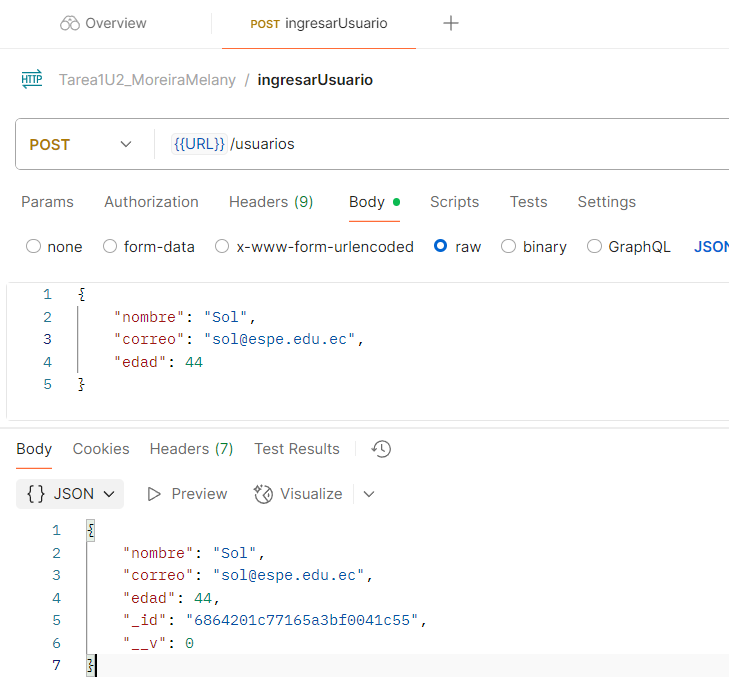 Overview
POST ingresarUsuario
HTTP Tarea1U2_MoreiraMelany / ingresarUsuario
POST {{URL}} /usuarios
Params Authorization Headers (9) Body Scripts Tests Settings
none form-data x-www-form-urlencoded raw binary GraphQL JSON
1 {
2 "nombre": "Sol",
3 "correo": "sol@espe.edu.ec",
4 "edad": 44
5 }
Body Cookies Headers (7) Test Results
{} JSON Preview Visualize
1 {
2 "nombre": "Sol",
3 "correo": "sol@espe.edu.ec",
4 "edad": 44,
5 "_id": "6864201c77165a3bf0041c55",
6 "__v": 0
7 }